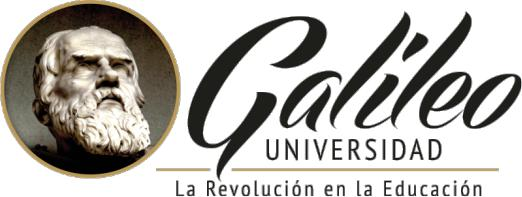 Galileo
UNIVERSIDAD
La Revolución en la Educación